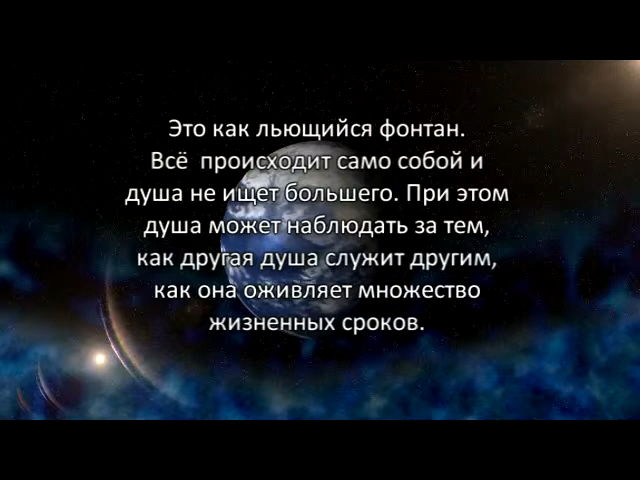 Это как льющийся фонтан.
Всё происходит само собой и
душа не ищет большего. При этом
душа может наблюдать за тем,
как другая душа служит другим,
как она оживляет множество
жизненных сроков.